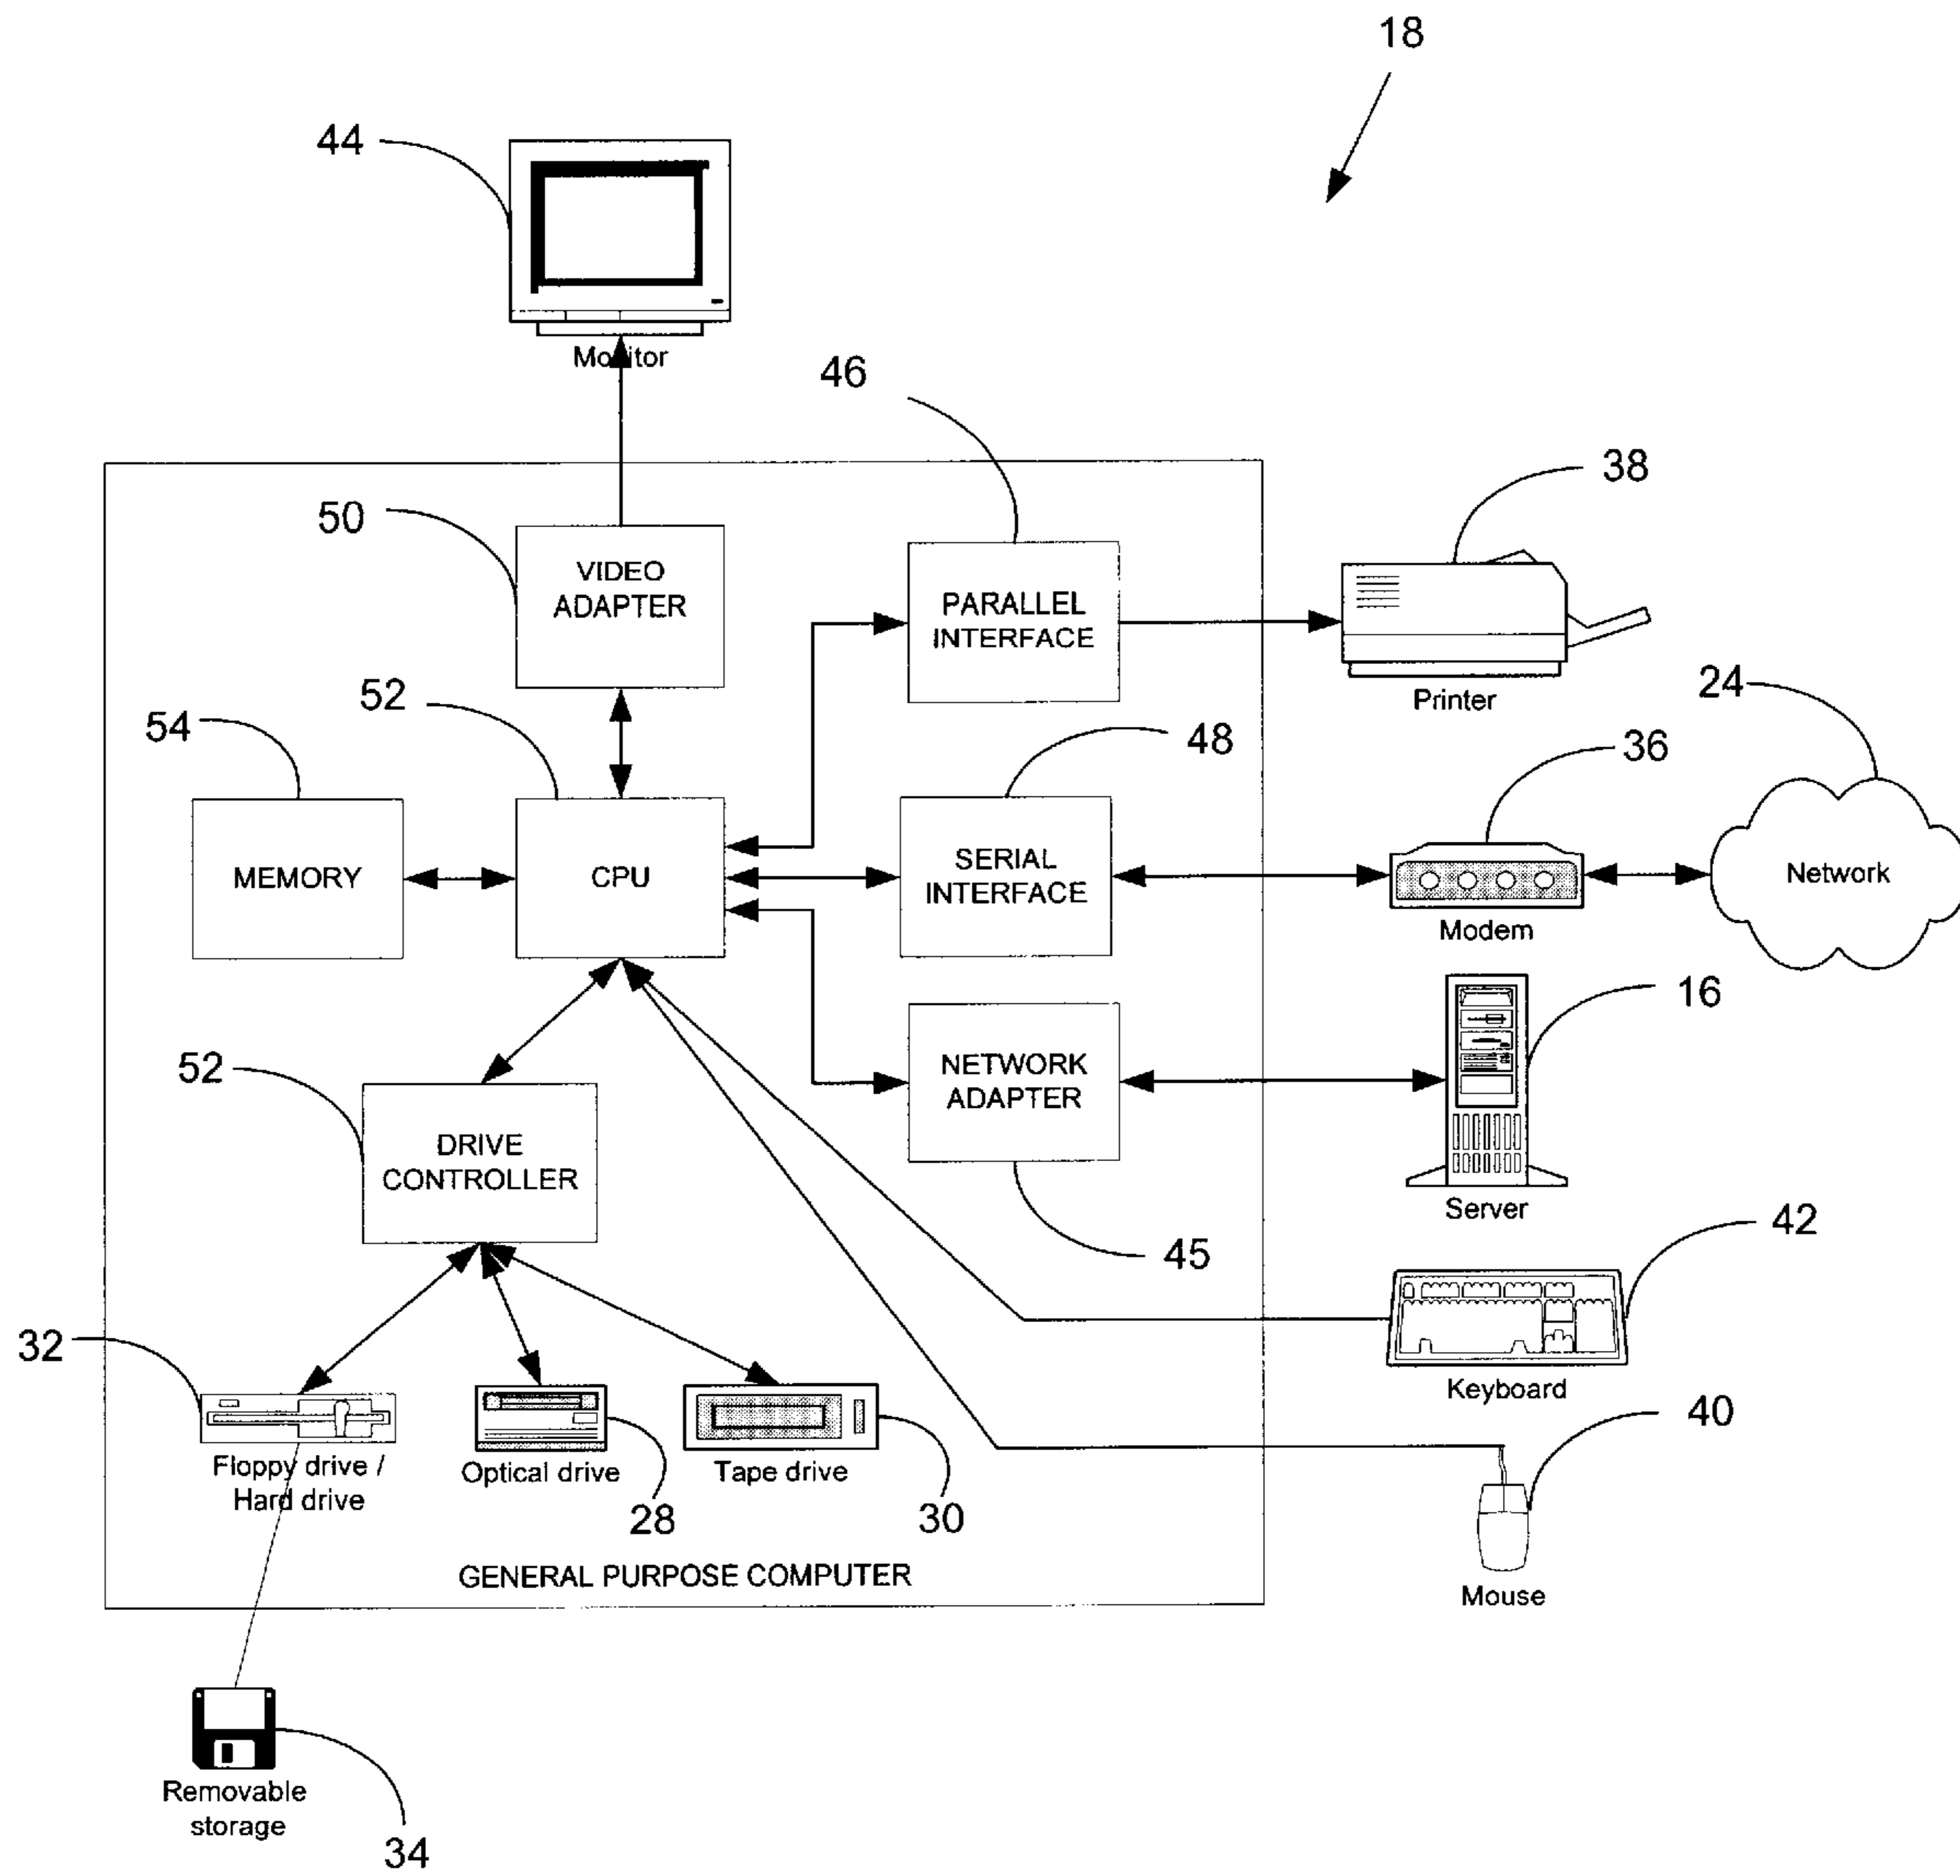 18
44
Monitor
46
38
50
VIDEO
ADAPTER
PARALLEL
INTERFACE
Printer
24
52
54
48
36
MEMORY
CPU
SERIAL
INTERFACE
Modem
Network
16
52
NETWORK
ADAPTER
DRIVE
CONTROLLER
Server
45
42
32
Keyboard
40
Floppy drive /
Hard drive
Optical drive
Tape drive
28
30
GENERAL PURPOSE COMPUTER
Mouse
Removable
storage
34